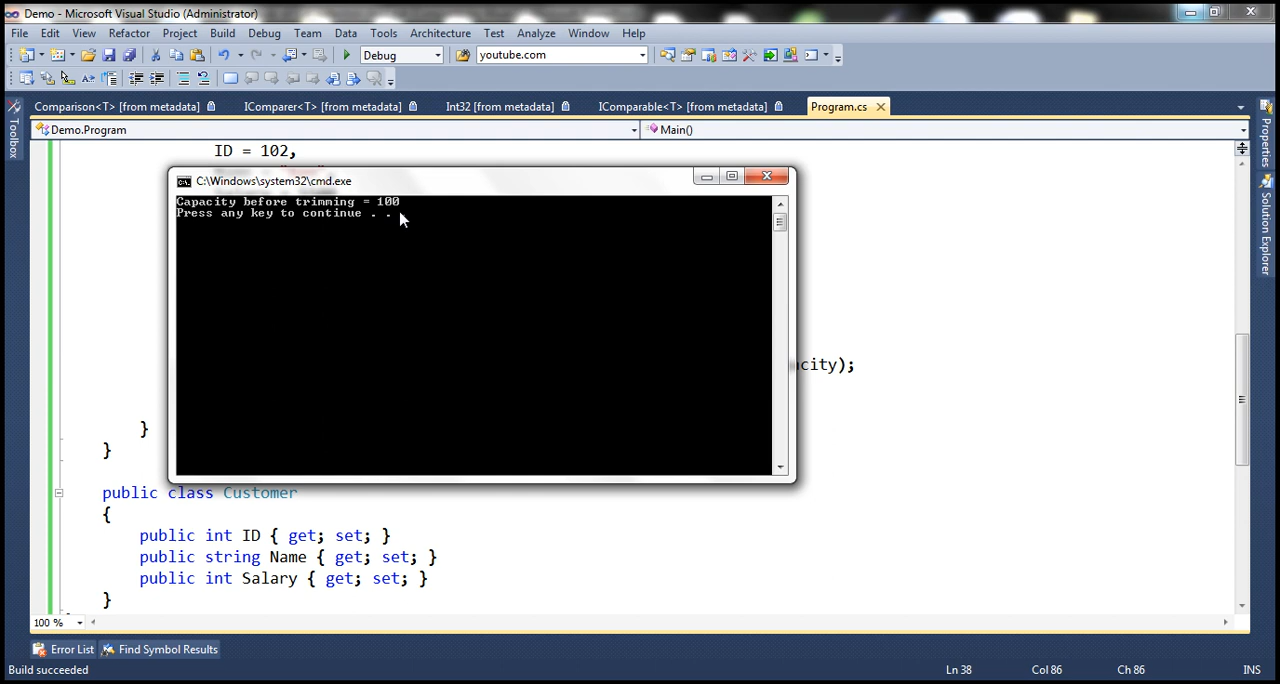 Demo - Microsoft Visual Studio (Administrator)
File Edit View Refactor Project Build Debug Team Data Tools Architecture Test Analyze Window Help
Debug youtube.com
Comparison<T> [from metadata] IComparer<T> [from metadata] Int32 [from metadata] IComparable<T> [from metadata] Program.cs
Demo.Program Main()
Toolbox
Properties
Solution Explorer
ID = 102,
C:\Windows\system32\cmd.exe
Capacity before trimming = 100
Press any key to continue . .
city);
}
}
public class Customer
{
public int ID { get; set; }
public string Name { get; set; }
public int Salary { get; set; }
}
100 %
Error List Find Symbol Results
Build succeeded Ln 38 Col 86 Ch 86 INS